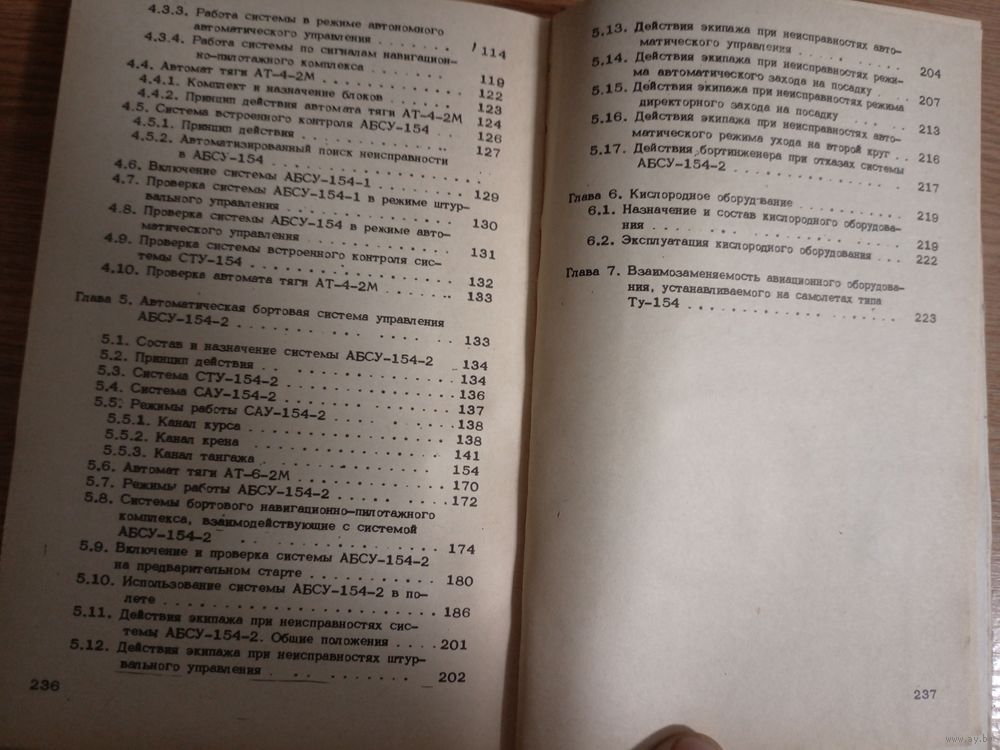 4.3.3. Работа системы в режиме автономного
автоматического управления . . . . . . . 114
4.3.4. Работа системы по сигналам навигацион-
но-пилотажного комплекса . . . . . . . 119
4.4. Автомат тяги АТ-4-2М . . . . . . . 122
4.4.1. Комплект и назначение блоков . . . . . . . 123
4.4.2. Принцип действия автомата тяги АТ-4-2М 124
4.5. Система встроенного контроля АБСУ-154 . . . . 126
4.5.1. Принцип действия . . . . . . . 127
4.5.2. Автоматизированный поиск неисправности
в АБСУ-154 . . . . . . .
4.6. Включение системы АБСУ-154-1 . . . . . . . 129
4.7. Проверка системы АБСУ-154-1 в режиме штур-
вального управления . . . . . . . 130
4.8. Проверка системы АБСУ-154 в режиме авто-
матического управления . . . . . . . 131
4.9. Проверка системы встроенного контроля сис-
темы СТУ-154 . . . . . . . 132
4.10. Проверка автомата тяги АТ-4-2М . . . . . . . 133
Глава 5. Автоматическая бортовая система управления
АБСУ-154-2 . . . . . . . 133
5.1. Состав и назначение системы АБСУ-154-2 . . 134
5.2. Принцип действия . . . . . . . 134
5.3. Система СТУ-154-2 . . . . . . . 136
5.4. Система САУ-154-2 . . . . . . . 137
5.5. Режимы работы САУ-154-2 . . . . . . . 138
5.5.1. Канал курса . . . . . . . 138
5.5.2. Канал крена . . . . . . . 141
5.5.3. Канал тангажа . . . . . . . 154
5.6. Автомат тяги АТ-6-2М . . . . . . . 170
5.7. Режимы работы АБСУ-154-2 . . . . . . . 172
5.8. Системы бортового навигационно-пилотажного
комплекса, взаимодействующие с системой
АБСУ-154-2 . . . . . . . 174
5.9. Включение и проверка системы АБСУ-154-2
на предварительном старте . . . . . . . 180
5.10. Использование системы АБСУ-154-2 в по-
лете . . . . . . . 186
5.11. Действия экипажа при неисправностях сис-
темы АБСУ-154-2. Общие положения . . . . 201
5.12. Действия экипажа при неисправностях штур-
вального управления . . . . . . . 202
236
5.13. Действия экипажа при неисправностях авто-
матического управления . . . . . . . 204
5.14. Действия экипажа при неисправностях режи-
ма автоматического захода на посадку . . . 207
5.15. Действия экипажа при неисправностях режима
директорного захода на посадку . . . . 213
5.16. Действия экипажа при неисправностях авто-
матического режима ухода на второй круг . . 216
5.17. Действия бортинженера при отказах системы
АБСУ-154-2 . . . . . . . 217
Глава 6. Кислородное оборудование . . . . . . . 219
6.1. Назначение и состав кислородного оборудова-
ния . . . . . . . 219
6.2. Эксплуатация кислородного оборудования . . . 222
Глава 7. Взаимозаменяемость авиационного оборудова-
ния, устанавливаемого на самолетах типа
Ту-154 . . . . . . . 223
237
www.ay.by